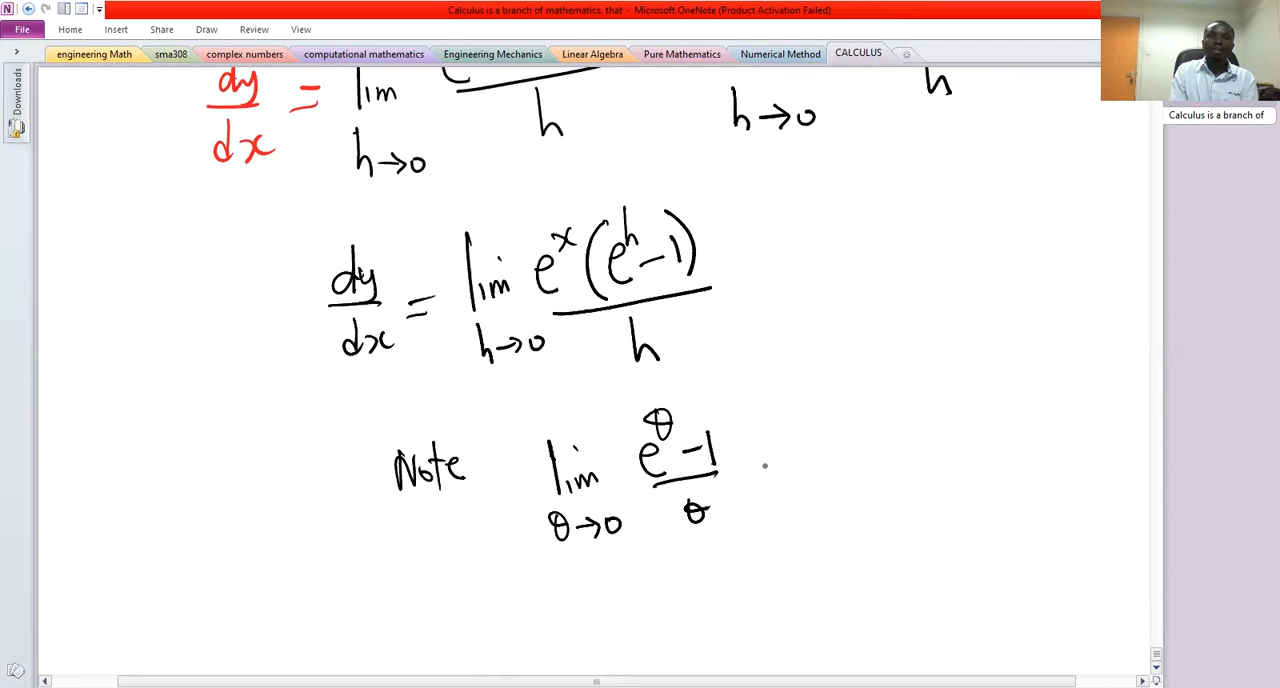 Calculus is a branch of mathematics. that - Microsoft OneNote (Product Activation Failed)
File Home Insert Share Draw Review View
engineering Math sma308 complex numbers computational mathematics Engineering Mechanics Linear Algebra Pure Mathematics Numerical Method CALCULUS
Downloads
Calculus is a branch of
dy/dx = lim h→0 h h→0 h
dy/dx = lim h→0 e^x(e^h-1)/h
Note lim θ→0 e^θ-1/θ